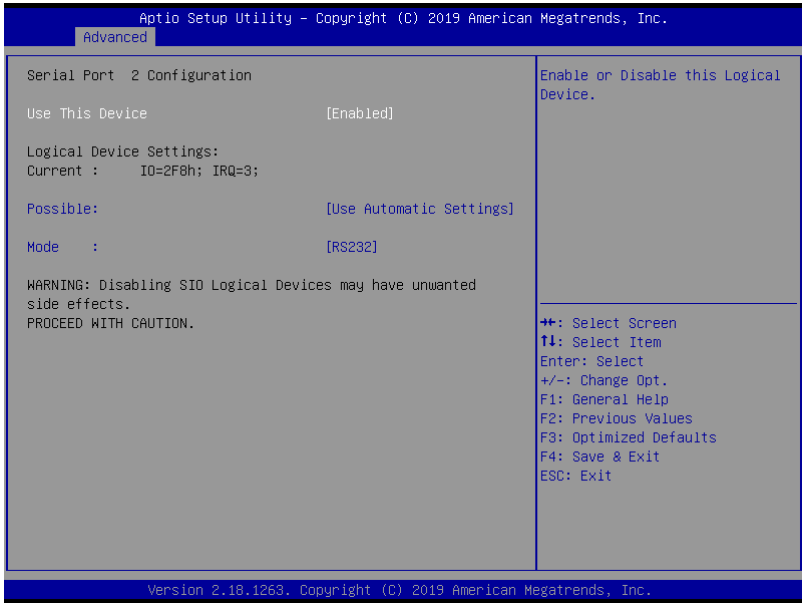 Aptio Setup Utility – Copyright (C) 2019 American Megatrends, Inc.
Advanced
Serial Port  2 Configuration
Use This Device [Enabled]
Logical Device Settings:
Current : IO=2F8h; IRQ=3;
Possible: [Use Automatic Settings]
Mode : [RS232]
WARNING: Disabling SIO Logical Devices may have unwanted
side effects.
PROCEED WITH CAUTION.
Enable or Disable this Logical
Device.
→←: Select Screen
↑↓: Select Item
Enter: Select
+/-: Change Opt.
F1: General Help
F2: Previous Values
F3: Optimized Defaults
F4: Save & Exit
ESC: Exit
Version 2.18.1263. Copyright (C) 2019 American Megatrends, Inc.